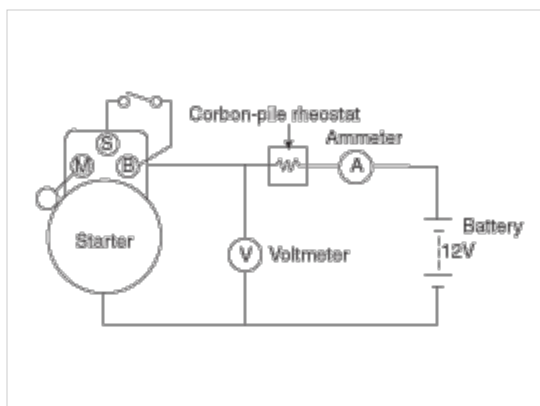 Corbon-pile rheostat
Ammeter
S
M
B
A
Starter
V
Voltmeter
Battery
12V